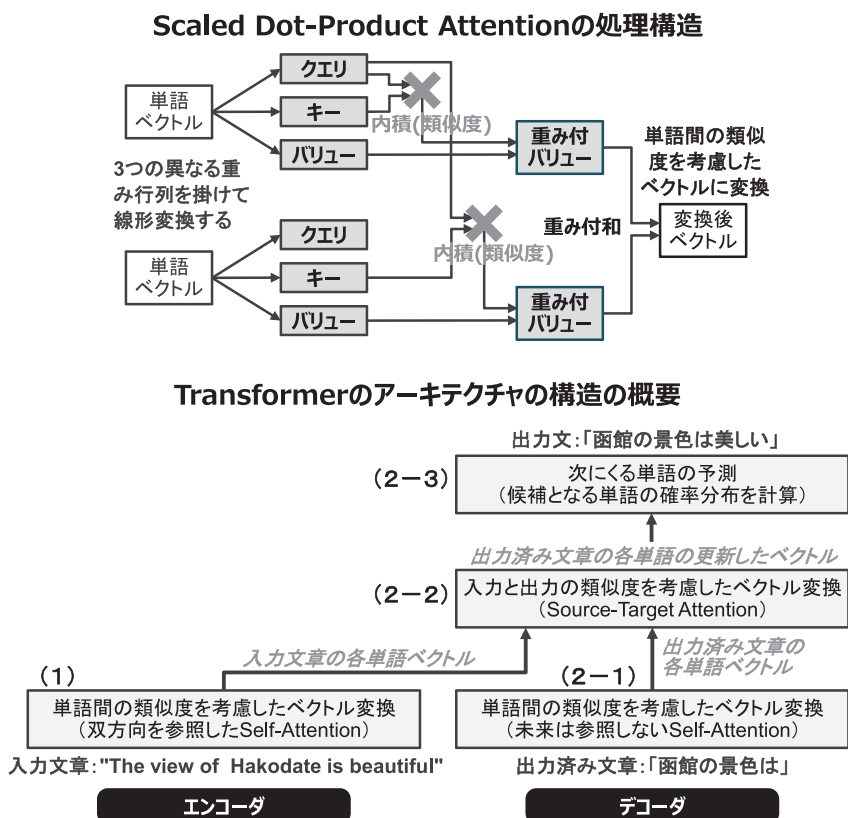 Scaled Dot-Product Attentionの処理構造
単語
ベクトル
クエリ
キー
バリュー
内積(類似度)
3つの異なる重
み行列を掛けて
線形変換する
重み付
バリュー
単語間の類似
度を考慮した
ベクトルに変換
単語
ベクトル
クエリ
キー
バリュー
内積(類似度)
重み付和
変換後
ベクトル
重み付
バリュー
Transformerのアーキテクチャの構造の概要
出力文:「函館の景色は美しい」
(2-3)
次にくる単語の予測
(候補となる単語の確率分布を計算)
出力済み文章の各単語の更新したベクトル
(2-2)
入力と出力の類似度を考慮したベクトル変換
(Source-Target Attention)
入力文章の各単語ベクトル
出力済み文章の
各単語ベクトル
(1)
単語間の類似度を考慮したベクトル変換
(双方向を参照したSelf-Attention)
入力文章:"The view of Hakodate is beautiful"
エンコーダ
(2-1)
単語間の類似度を考慮したベクトル変換
(未来は参照しないSelf-Attention)
出力済み文章:「函館の景色は」
デコーダ